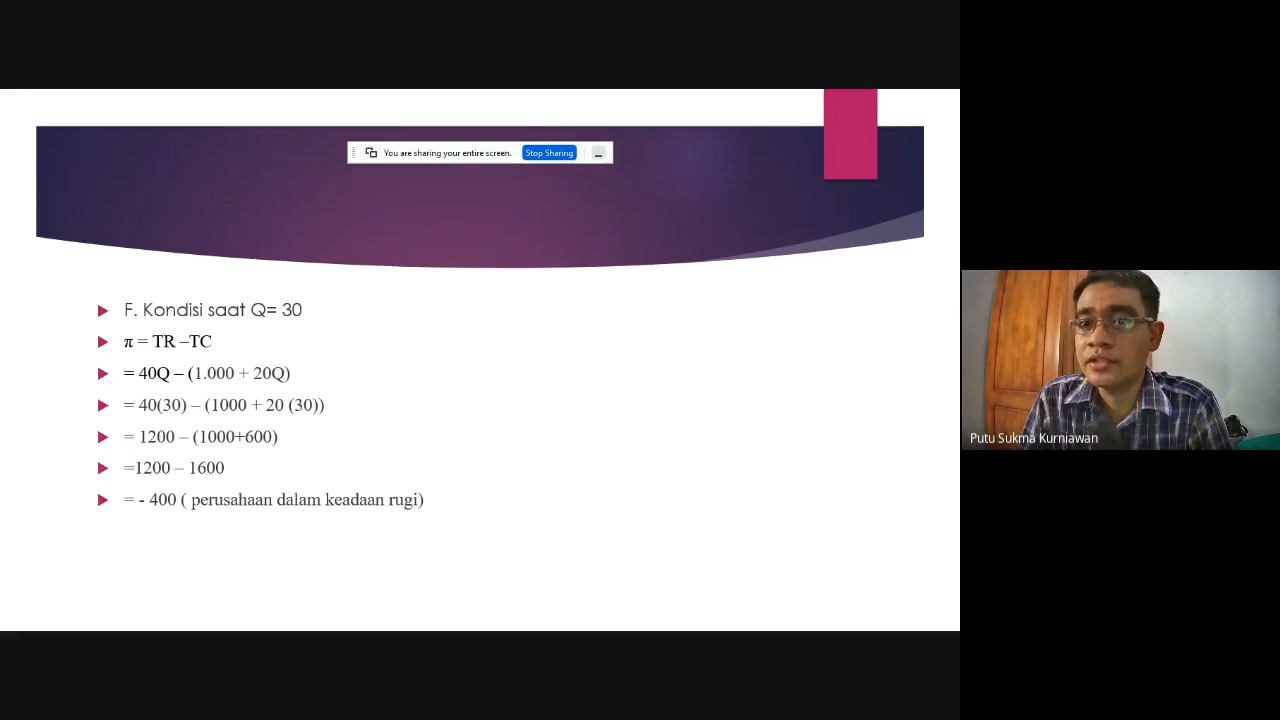 You are sharing your entire screen. Stop Sharing
F. Kondisi saat Q= 30
π = TR –TC
= 40Q – (1.000 + 20Q)
= 40(30) – (1000 + 20 (30))
= 1200 – (1000+600)
=1200 – 1600
= - 400 ( perusahaan dalam keadaan rugi)
Putu Sukma Kurniawan